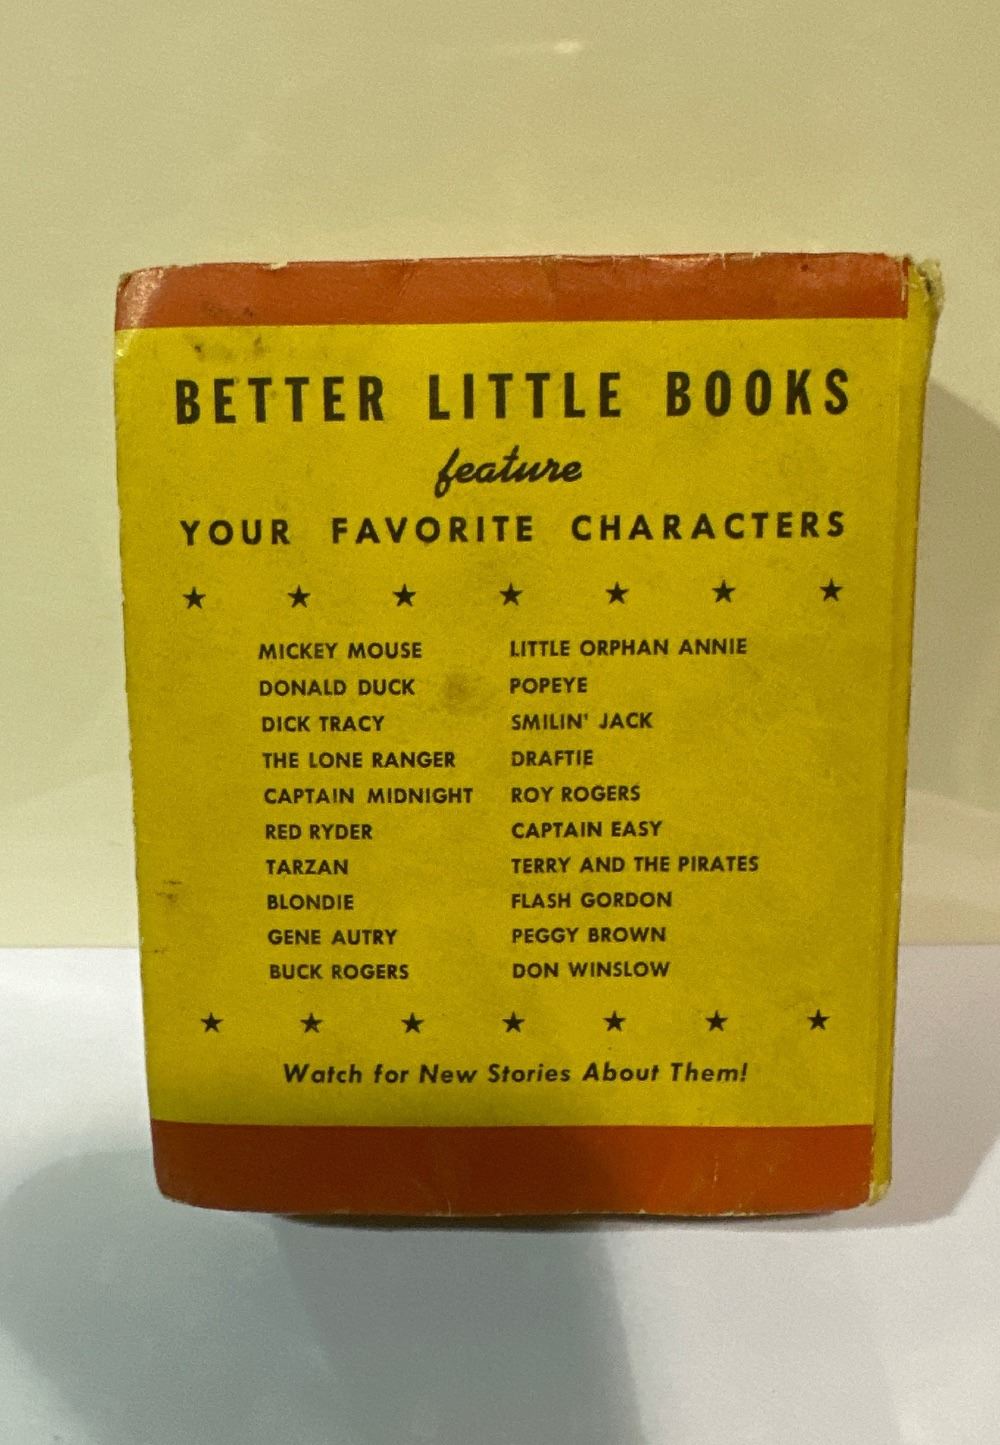 BETTER LITTLE BOOKS
feature
YOUR FAVORITE CHARACTERS
MICKEY MOUSE
DONALD DUCK
DICK TRACY
THE LONE RANGER
CAPTAIN MIDNIGHT
RED RYDER
TARZAN
BLONDIE
GENE AUTRY
BUCK ROGERS
LITTLE ORPHAN ANNIE
POPEYE
SMILIN' JACK
DRAFTIE
ROY ROGERS
CAPTAIN EASY
TERRY AND THE PIRATES
FLASH GORDON
PEGGY BROWN
DON WINSLOW
Watch for New Stories About Them!